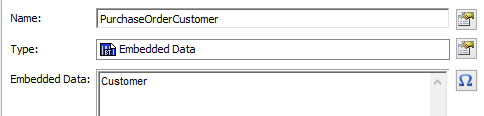 Name: PurchaseOrderCustomer
Type: Embedded Data
Embedded Data: Customer